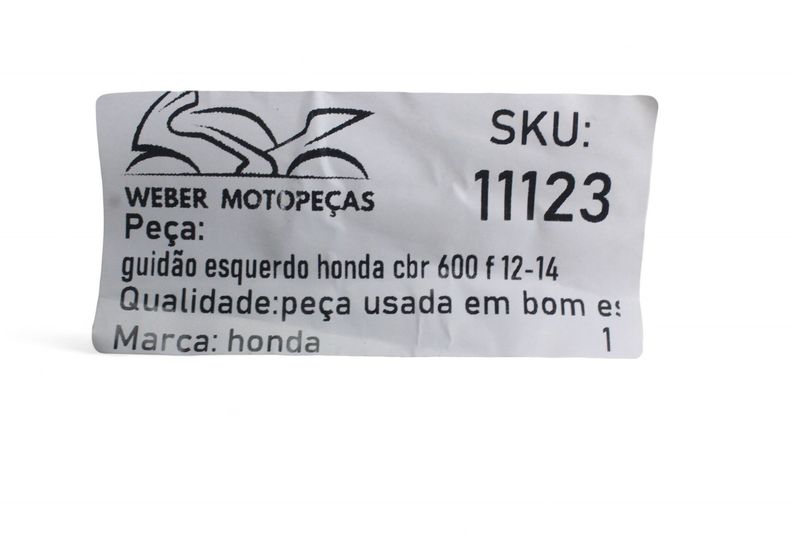 SKU:
11123
WEBER MOTOPEÇAS
Peça:
guidão esquerdo honda cbr 600 f 12-14
Qualidade:peça usada em bom
Marca: honda 1